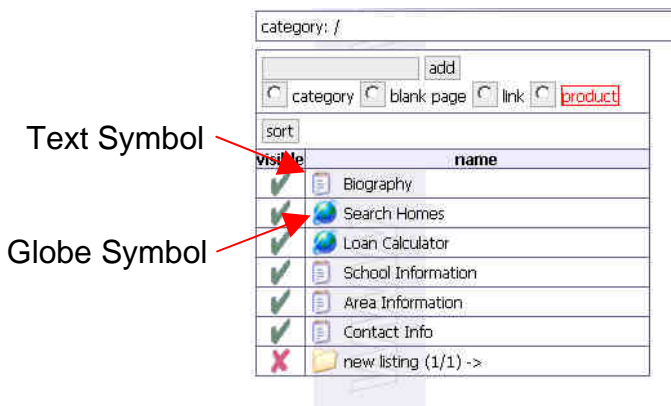 category: /
add
category blank page link product
sort
Text Symbol
visible name
Biography
Search Homes
Globe Symbol
Loan Calculator
School Information
Area Information
Contact Info
new listing (1/1) ->